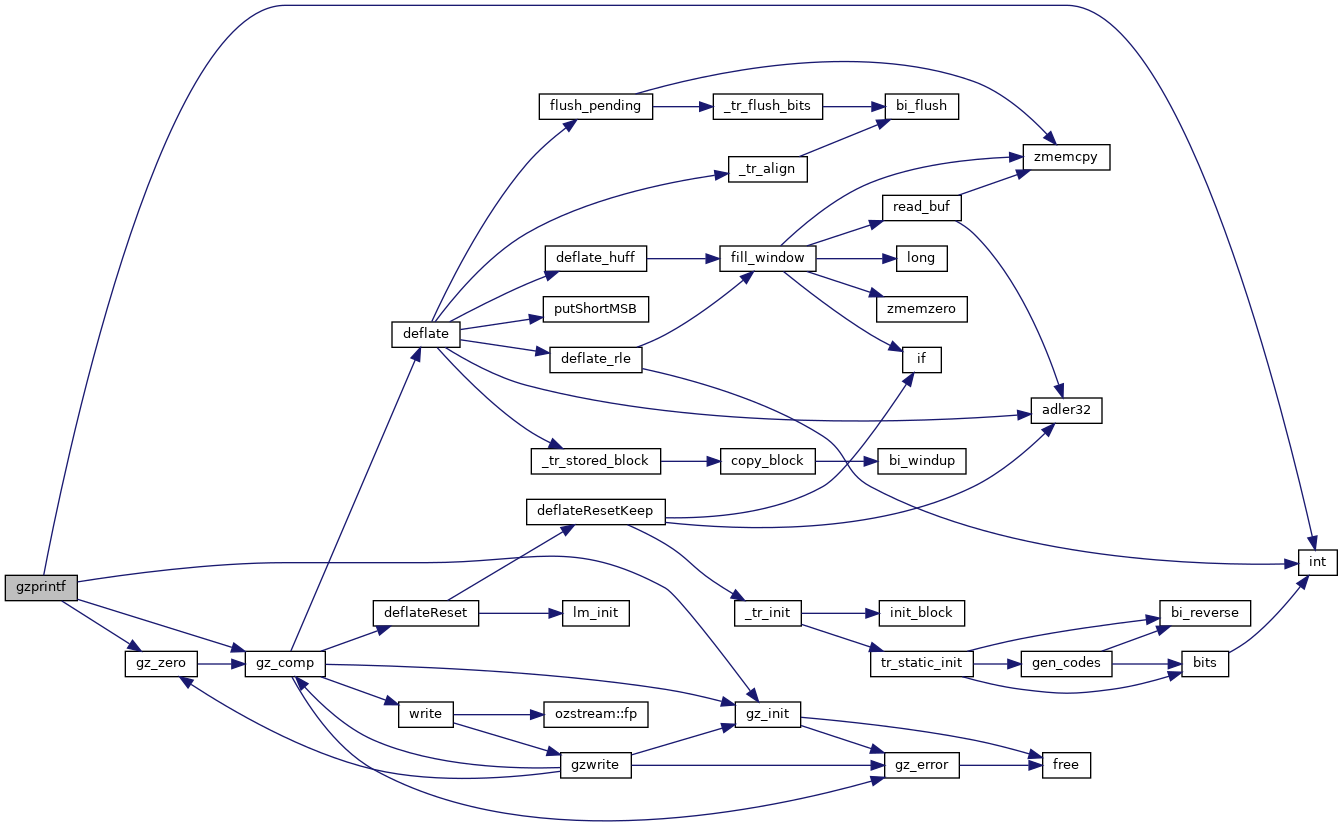 flush_pending
_tr_flush_bits
bi_flush
zmemcpy
_tr_align
read_buf
deflate_huff
fill_window
long
putShortMSB
zmemzero
deflate
deflate_rle
if
adler32
_tr_stored_block
copy_block
bi_windup
deflateResetKeep
int
gzprintf
deflateReset
lm_init
_tr_init
init_block
bi_reverse
gz_zero
gz_comp
tr_static_init
gen_codes
bits
write
ozstream::fp
gz_init
gzwrite
gz_error
free